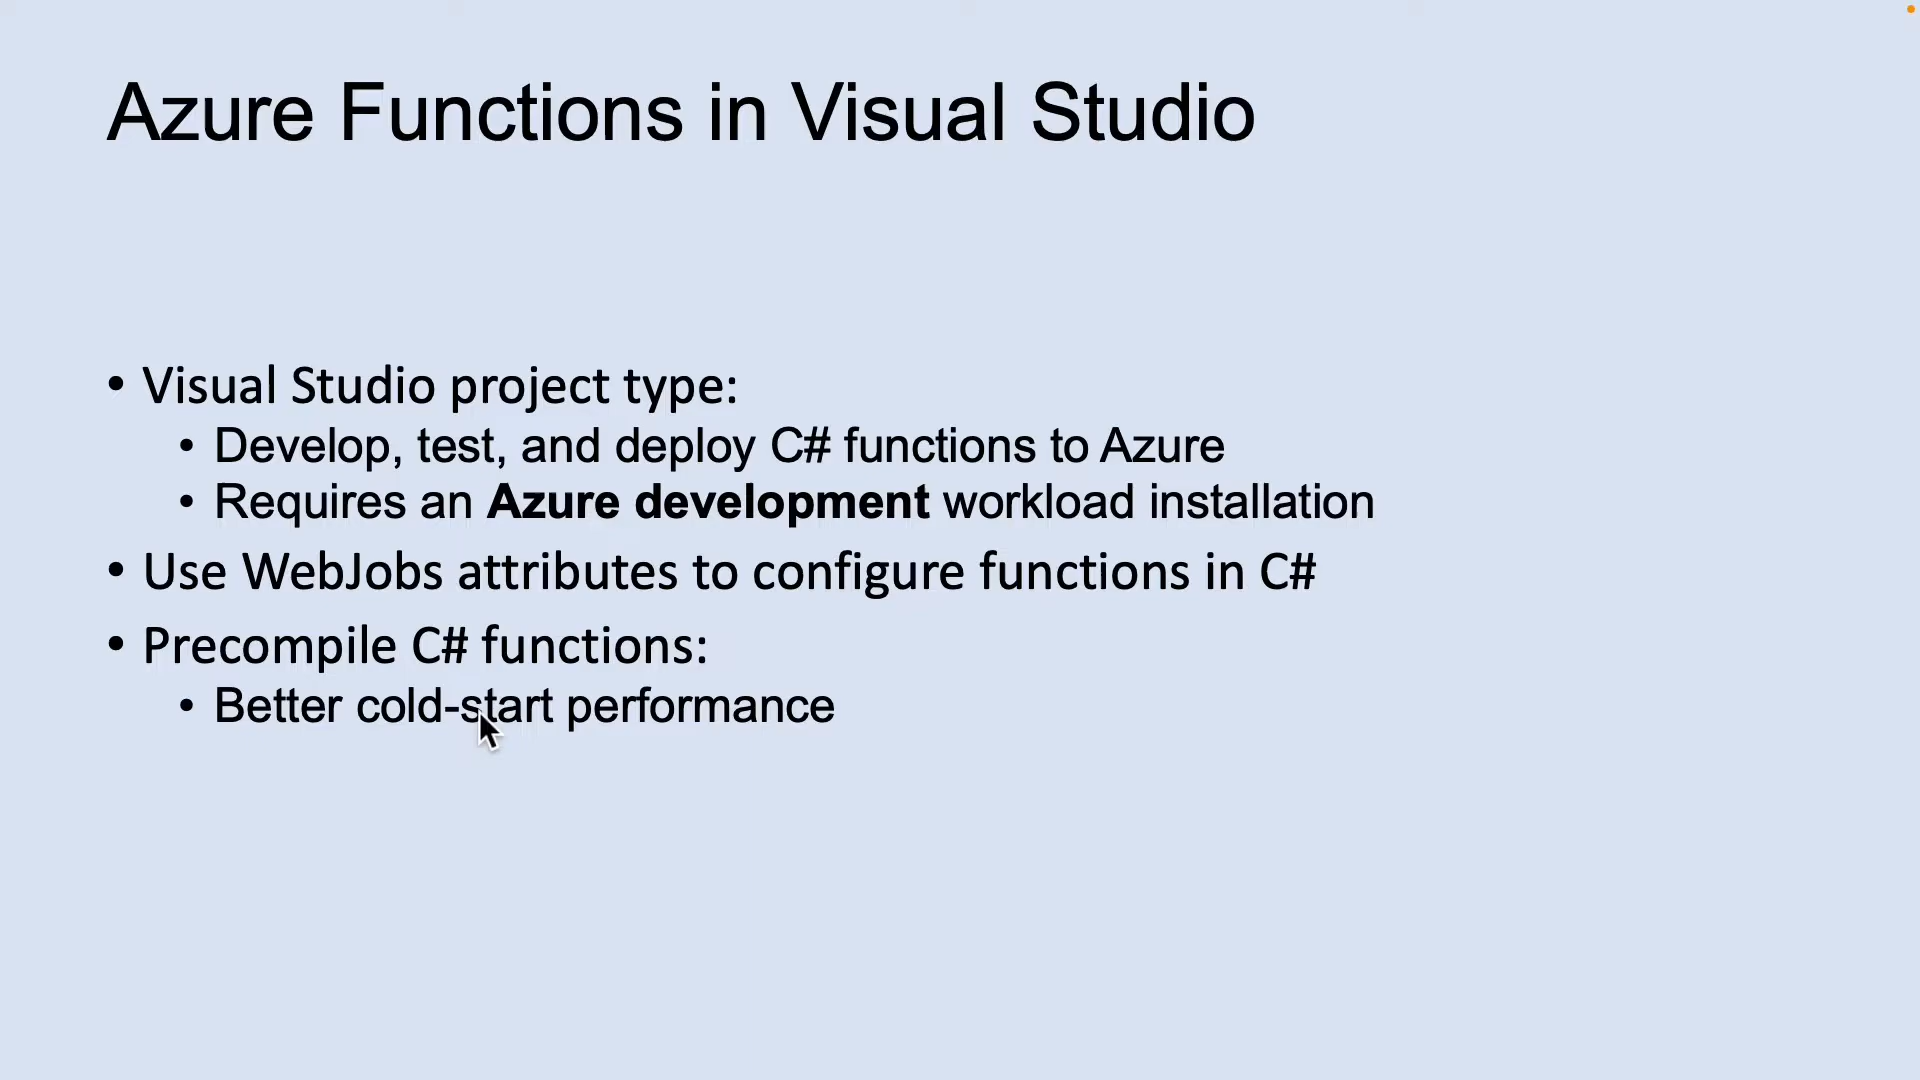 Azure Functions in Visual Studio
• Visual Studio project type:
• Develop, test, and deploy C# functions to Azure
• Requires an Azure development workload installation
• Use WebJobs attributes to configure functions in C#
• Precompile C# functions:
• Better cold-start performance